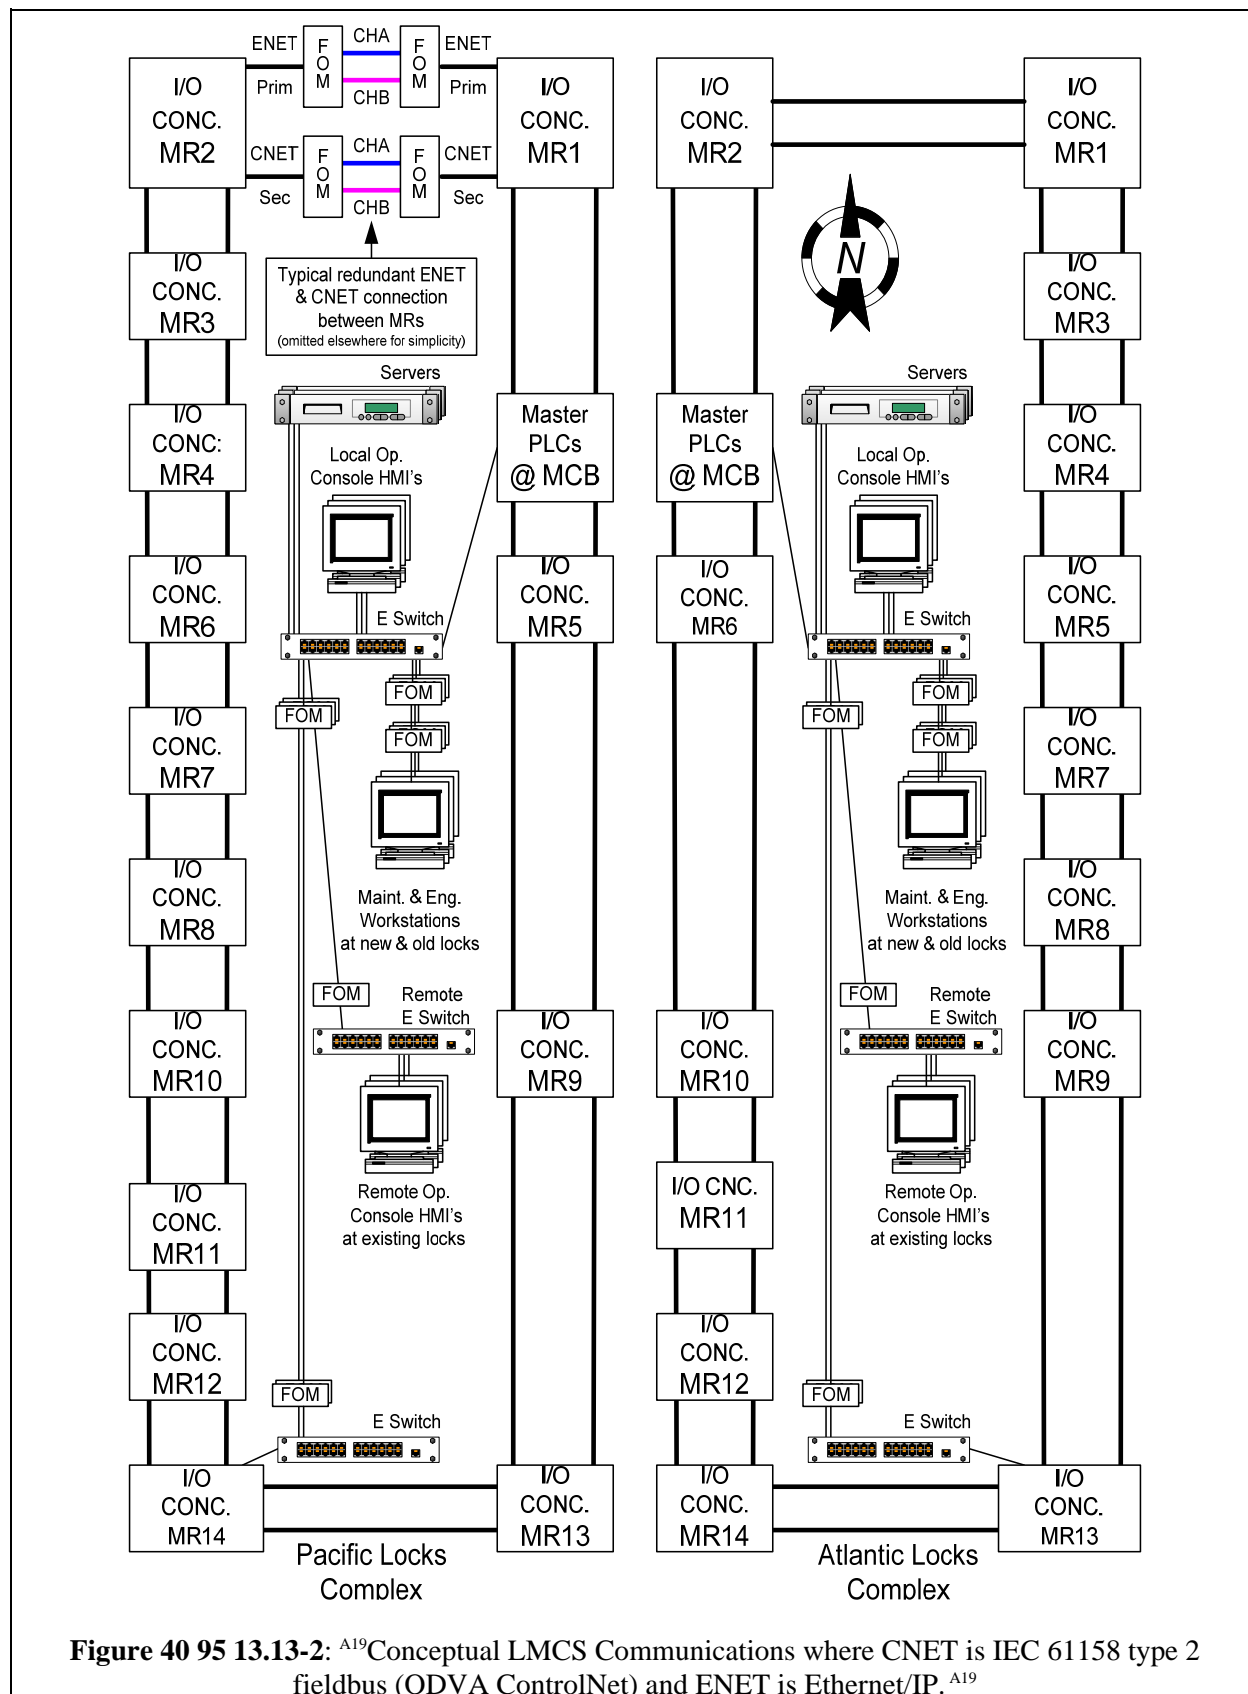 ENET
FOM
CHA
CHB
FOM
ENET
Prim
Prim
CNET
FOM
CHA
CHB
FOM
CNET
Sec
Sec
I/O
CONC.
MR2
I/O
CONC.
MR1
Typical redundant ENET
& CNET connection
between MRs
(omitted elsewhere for simplicity)
I/O
CONC.
MR3
I/O
CONC:
MR4
I/O
CONC.
MR6
I/O
CONC.
MR7
I/O
CONC.
MR8
I/O
CONC.
MR10
I/O
CONC.
MR11
I/O
CONC.
MR12
I/O
CONC.
MR14
Servers
Local Op.
Console HMI's
E Switch
FOM
FOM
FOM
Maint. & Eng.
Workstations
at new & old locks
FOM
Remote
E Switch
Remote Op.
Console HMI's
at existing locks
FOM
E Switch
Master
PLCs
@ MCB
I/O
CONC.
MR5
I/O
CONC.
MR9
I/O
CONC.
MR13
Pacific Locks
Complex
I/O
CONC.
MR2
I/O
CONC.
MR1
N
Master
PLCs
@ MCB
I/O
CONC.
MR6
I/O
CONC.
MR10
I/O CNC.
MR11
I/O
CONC.
MR12
I/O
CONC.
MR14
Servers
Local Op.
Console HMI's
E Switch
FOM
FOM
FOM
Maint. & Eng.
Workstations
at new & old locks
FOM
Remote
E Switch
Remote Op.
Console HMI's
at existing locks
FOM
E Switch
I/O
CONC.
MR3
I/O
CONC.
MR4
I/O
CONC.
MR5
I/O
CONC.
MR7
I/O
CONC.
MR8
I/O
CONC.
MR9
I/O
CONC.
MR13
Atlantic Locks
Complex
Figure 40 95 13.13-2: A19Conceptual LMCS Communications where CNET is IEC 61158 type 2
fieldbus (ODVA ControlNet) and ENET is Ethernet/IP. A19